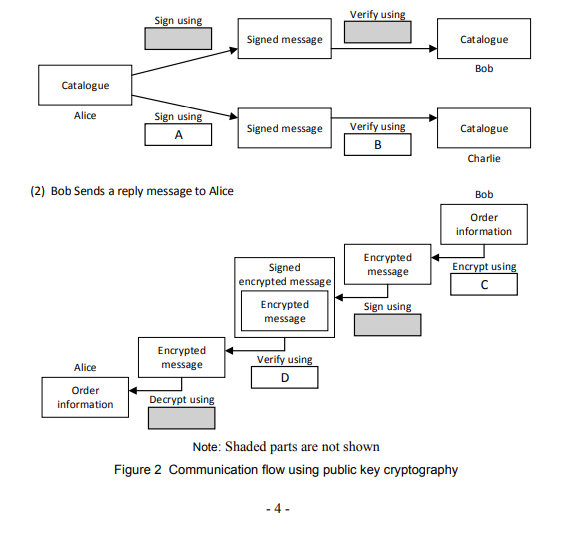 Sign using
Verify using
Signed message
Catalogue
Bob
Catalogue
Alice
Sign using
A
Signed message
Verify using
B
Catalogue
Charlie
(2) Bob Sends a reply message to Alice
Bob
Order
information
Encrypted
message
Encrypt using
C
Signed
encrypted message
Encrypted
message
Sign using
Encrypted
message
Verify using
D
Alice
Order
information
Decrypt using
Note: Shaded parts are not shown
Figure 2 Communication flow using public key cryptography
- 4 -